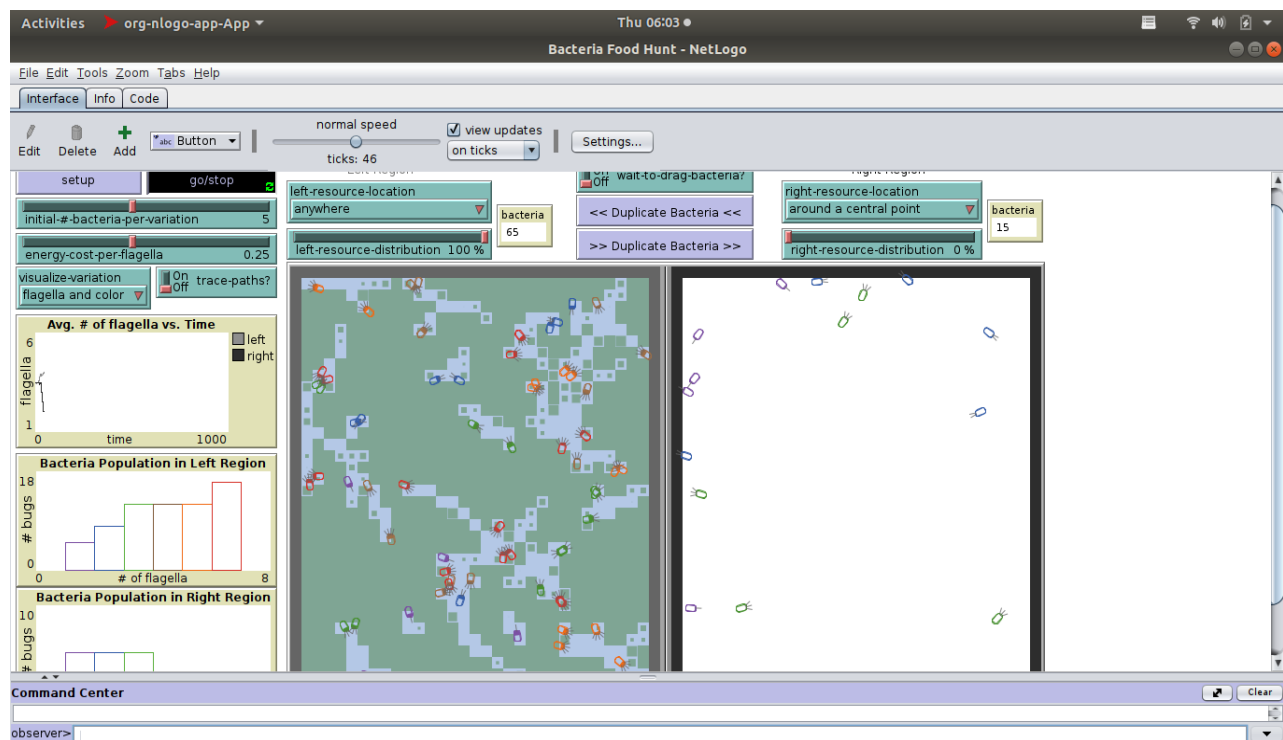 Activities org-nlogo-app-App Thu 06:03
Bacteria Food Hunt - NetLogo
File Edit Tools Zoom Tabs Help
Interface Info Code
Edit Delete Add abc Button normal speed ticks: 46 view updates on ticks Settings...
setup go/stop
initial-#-bacteria-per-variation 5
energy-cost-per-flagella 0.25
visualize-variation
flagella and color
On
Off trace-paths?
Left Region
left-resource-location
anywhere
left-resource-distribution 100 %
bacteria
65
On
Off wait-to-drag-bacteria?
<< Duplicate Bacteria <<
>> Duplicate Bacteria >>
Right Region
right-resource-location
around a central point
right-resource-distribution 0 %
bacteria
15
Avg. # of flagella vs. Time
6
flagella
1
0 time 1000
left
right
Bacteria Population in Left Region
18
# bugs
0
0 # of flagella 8
Bacteria Population in Right Region
10
# bugs
Command Center
Clear
observer>